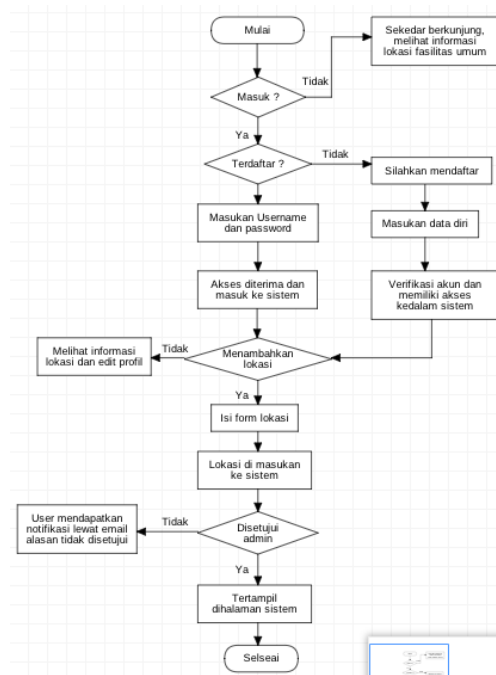 Mulai
Sekedar berkunjung,
melihat informasi
lokasi fasilitas umum
Tidak
Masuk ?
Ya
Terdaftar ?
Tidak
Silahkan mendaftar
Masukan Username
dan password
Masukan data diri
Akses diterima dan
masuk ke sistem
Verifikasi akun dan
memiliki akses
kedalam sistem
Menambahkan
lokasi
Tidak
Melihat informasi
lokasi dan edit profil
Ya
Isi form lokasi
Lokasi di masukan
ke sistem
Disetujui
admin
Tidak
User mendapatkan
notifikasi lewat email
alasan tidak disetujui
Ya
Tertampil
dihalaman sistem
Selseai